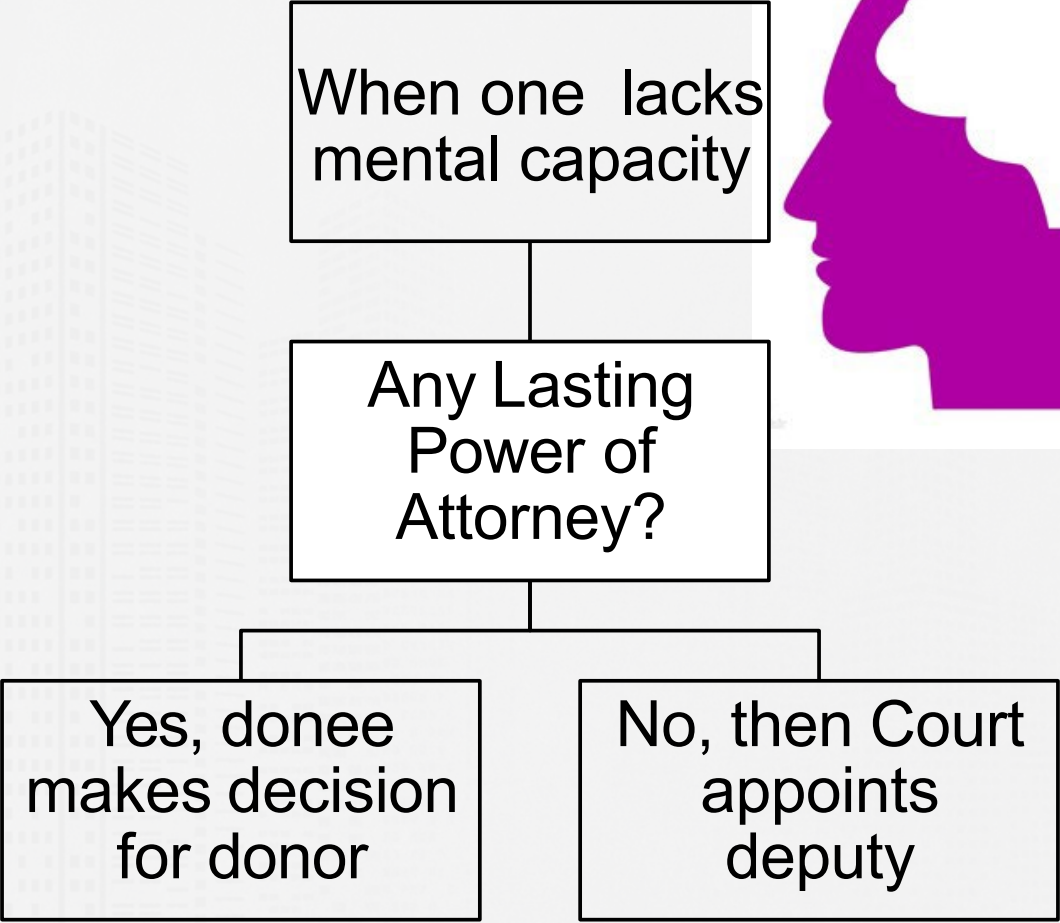 When one  lacks
mental capacity
Any Lasting
Power of
Attorney?
Yes, donee
makes decision
for donor
No, then Court
appoints
deputy